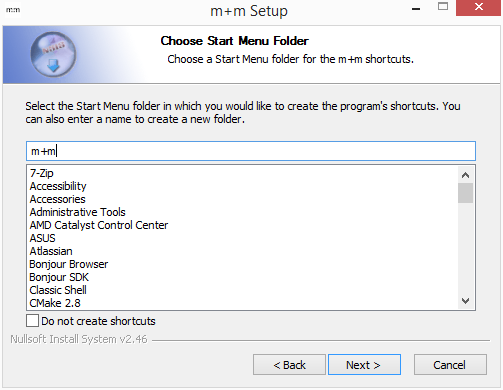 mm
m+m Setup
Choose Start Menu Folder
Choose a Start Menu folder for the m+m shortcuts.
Select the Start Menu folder in which you would like to create the program's shortcuts. You
can also enter a name to create a new folder.
m+m
7-Zip
Accessibility
Accessories
Administrative Tools
AMD Catalyst Control Center
ASUS
Atlassian
Bonjour Browser
Bonjour SDK
Classic Shell
CMake 2.8
Do not create shortcuts
Nullsoft Install System v2.46
< Back
Next >
Cancel